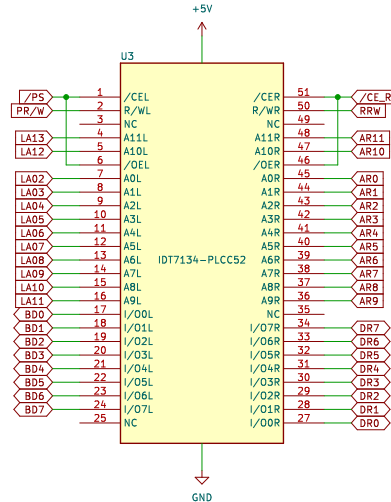 +5V
U3
/PS 1 /CEL /CER 51 /CE_R
PR/W 2 R/WL R/WR 50 RRW
3 NC NC 49
LA13 4 A11L A11R 48 AR11
LA12 5 A10L A10R 47 AR10
6 /OEL /OER 46
LA02 7 A0L A0R 45 AR0
LA03 8 A1L A1R 44 AR1
LA04 9 A2L A2R 43 AR2
LA05 10 A3L A3R 42 AR3
LA06 11 A4L A4R 41 AR4
LA07 12 A5L A5R 40 AR5
LA08 13 A6L IDT7134-PLCC52 A6R 39 AR6
LA09 14 A7L A7R 38 AR7
LA10 15 A8L A8R 37 AR8
LA11 16 A9L A9R 36 AR9
BD0 17 I/O0L NC 35
BD1 18 I/O1L I/O7R 34 DR7
BD2 19 I/O2L I/O6R 33 DR6
BD3 20 I/O3L I/O5R 32 DR5
BD4 21 I/O4L I/O4R 31 DR4
BD5 22 I/O5L I/O3R 30 DR3
BD6 23 I/O6L I/O2R 29 DR2
BD7 24 I/O7L I/O1R 28 DR1
25 NC I/O0R 27 DR0
GND